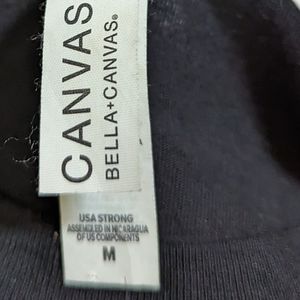 CANVAS
BELLA+CANVAS®
USA STRONG
ASSEMBLED IN NICARAGUA
OF US COMPONENTS
M